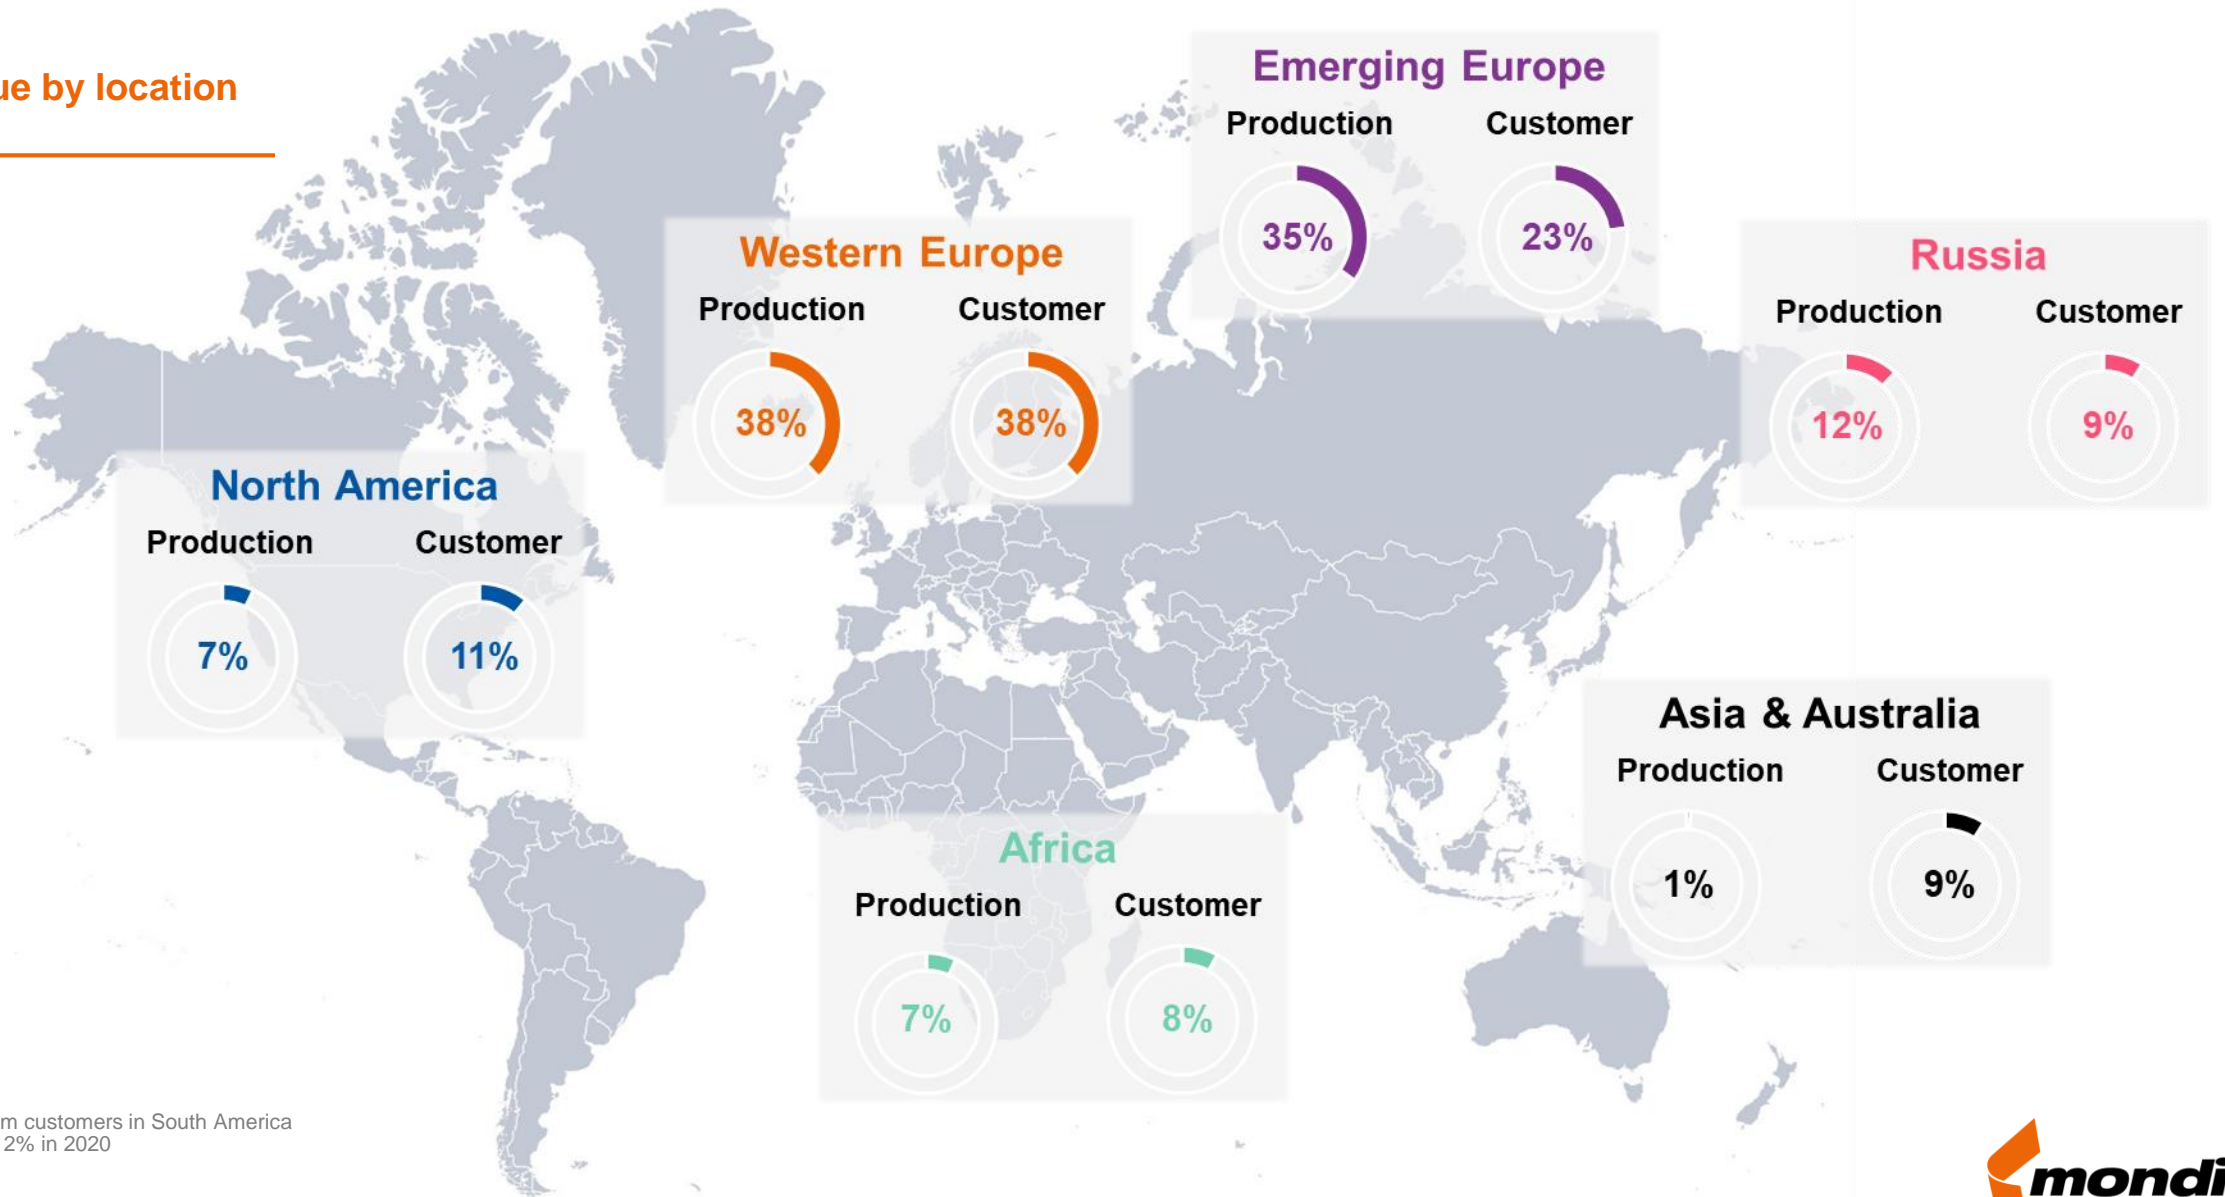 ue by location
Emerging Europe
Production Customer
35% 23%
Western Europe
Production Customer
38% 38%
Russia
Production Customer
12% 9%
North America
Production Customer
7% 11%
Asia & Australia
Production Customer
1% 9%
Africa
Production Customer
7% 8%
m customers in South America
2% in 2020
mondi